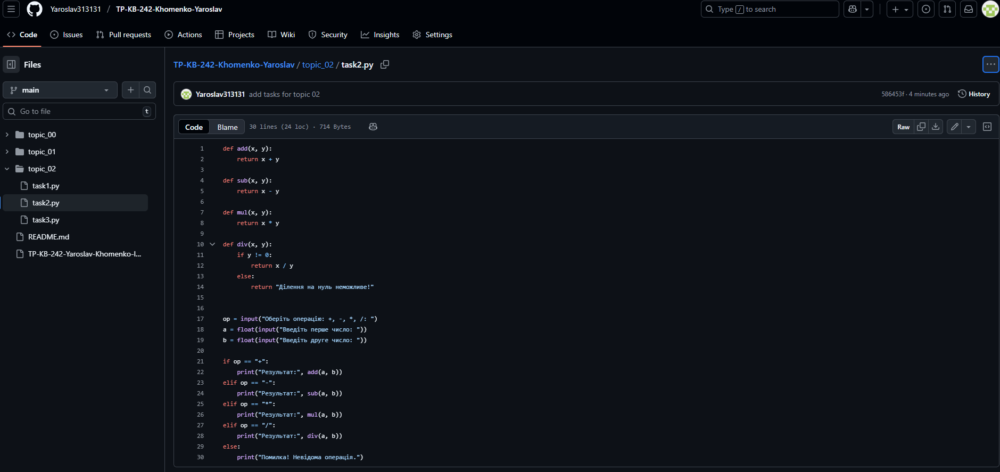 Yaroslav313131 / TP-KB-242-Khomenko-Yaroslav
Type / to search
Code Issues Pull requests Actions Projects Wiki Security Insights Settings
Files
main
Go to file t
topic_00
topic_01
topic_02
task1.py
task2.py
task3.py
README.md
TP-KB-242-Yaroslav-Khomenko-I...
TP-KB-242-Khomenko-Yaroslav / topic_02 / task2.py
Yaroslav313131 add tasks for topic 02
586453f · 4 minutes ago History
Code Blame 30 lines (24 loc) · 714 Bytes
Raw
1 def add(x, y):
2     return x + y
3
4 def sub(x, y):
5     return x - y
6
7 def mul(x, y):
8     return x * y
9
10 def div(x, y):
11     if y != 0:
12         return x / y
13     else:
14         return "Ділення на нуль неможливе!"
15
16
17 op = input("Оберіть операцію: +, -, *, /: ")
18 a = float(input("Введіть перше число: "))
19 b = float(input("Введіть друге число: "))
20
21 if op == "+":
22     print("Результат:", add(a, b))
23 elif op == "-":
24     print("Результат:", sub(a, b))
25 elif op == "*":
26     print("Результат:", mul(a, b))
27 elif op == "/":
28     print("Результат:", div(a, b))
29 else:
30     print("Помилка! Невідома операція.")